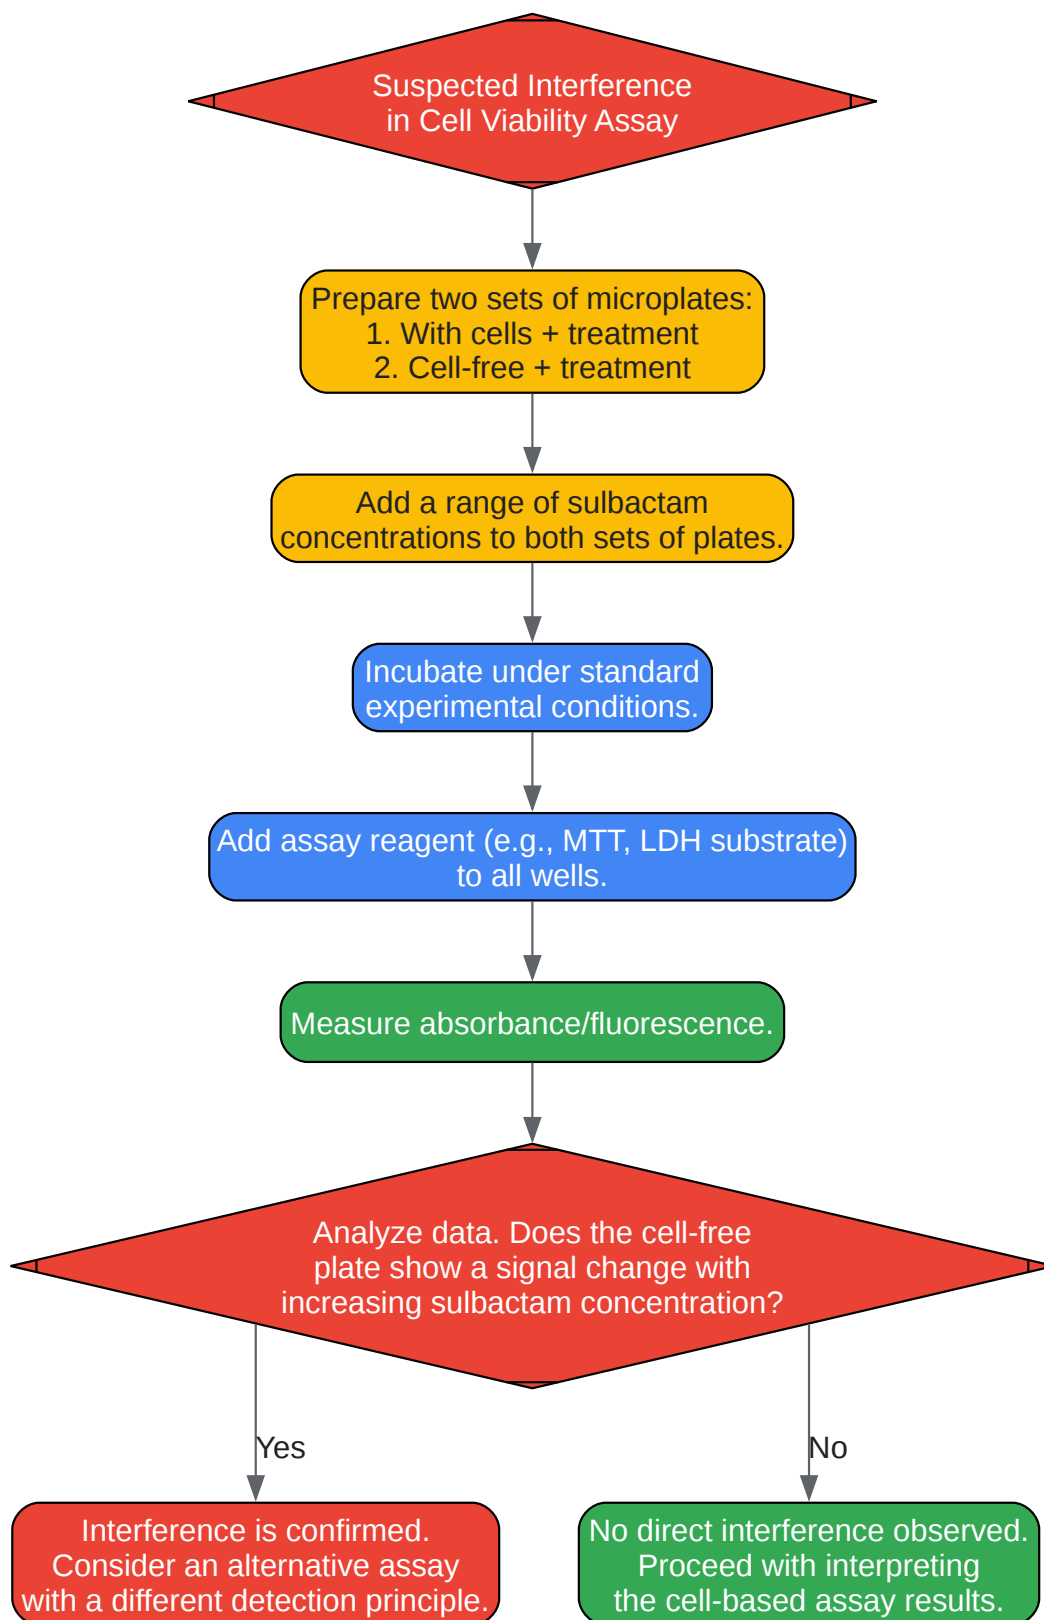 Suspected Interference
in Cell Viability Assay
Prepare two sets of microplates:
1. With cells + treatment
2. Cell-free + treatment
Add a range of sulbactam
concentrations to both sets of plates.
Incubate under standard
experimental conditions.
Add assay reagent (e.g., MTT, LDH substrate)
to all wells.
Measure absorbance/fluorescence.
Analyze data. Does the cell-free
plate show a signal change with
increasing sulbactam concentration?
Yes
No
Interference is confirmed.
Consider an alternative assay
with a different detection principle.
No direct interference observed.
Proceed with interpreting
the cell-based assay results.